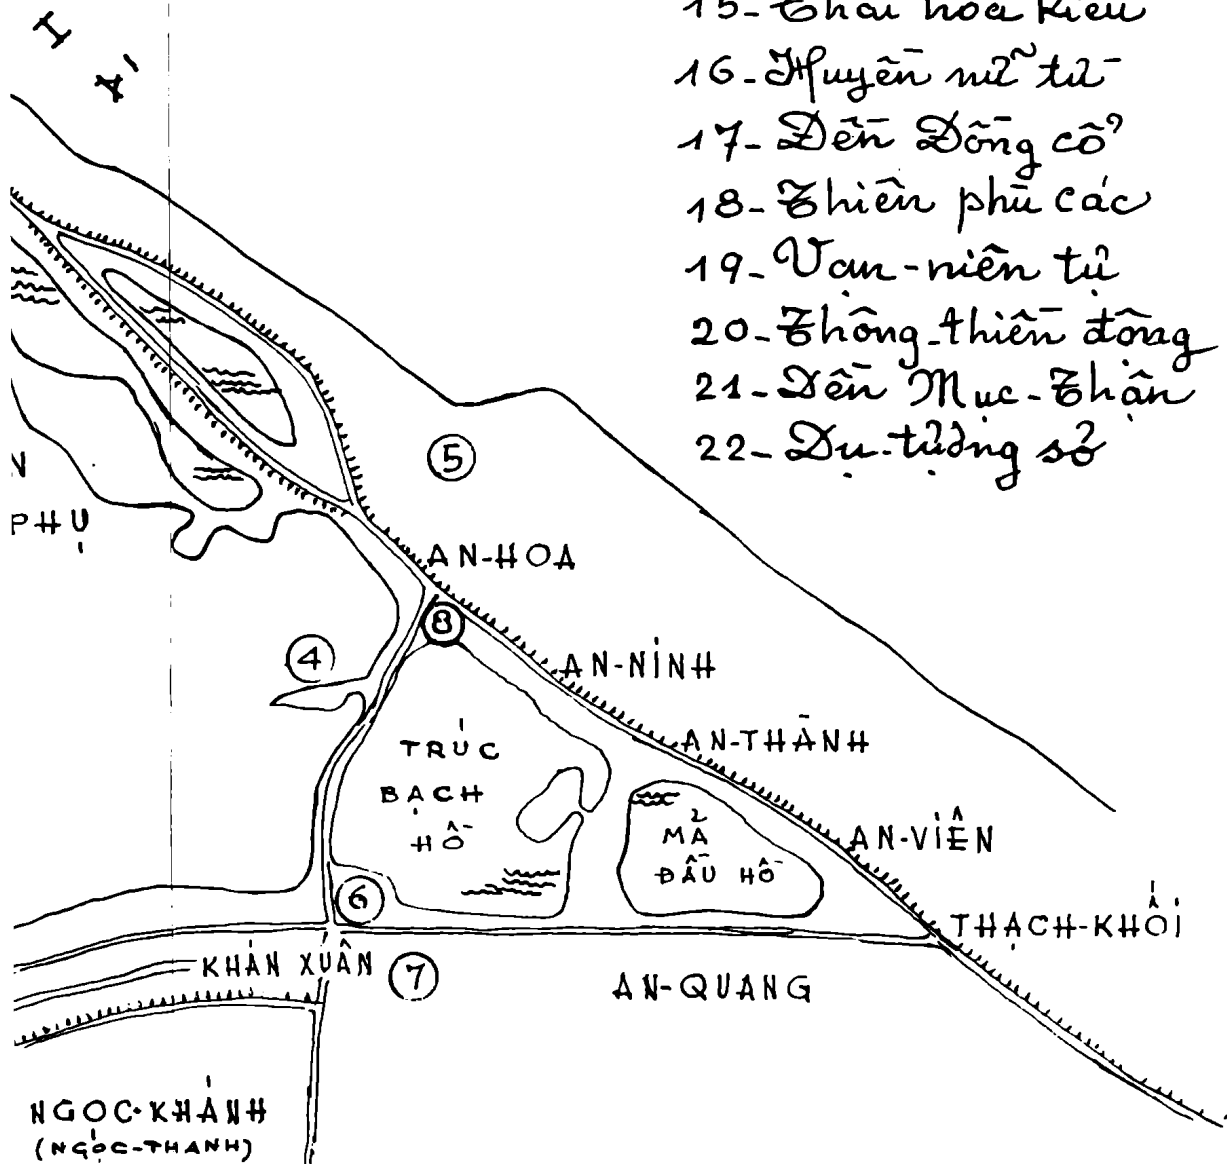 15- Thái hòa kiều
16- Huyền nữ từ
17- Đền Đồng cổ
18- Thiên phù các
19- Vạn-niên tự
20- Thông-thiền động
21- Đền Mục-Thận
22- Dụ-tượng sở
N
PHỤ
5
AN-HOA
8
4
AN-NINH
AN-THÀNH
TRÚC
BẠCH
HỒ
MÃ
ĐẦU HỒ
AN-VIÊN
6
THẠCH-KHỐI
KHÁN XUÂN
7
AN-QUANG
NGỌC-KHÁNH
(NGỌC-THANH)